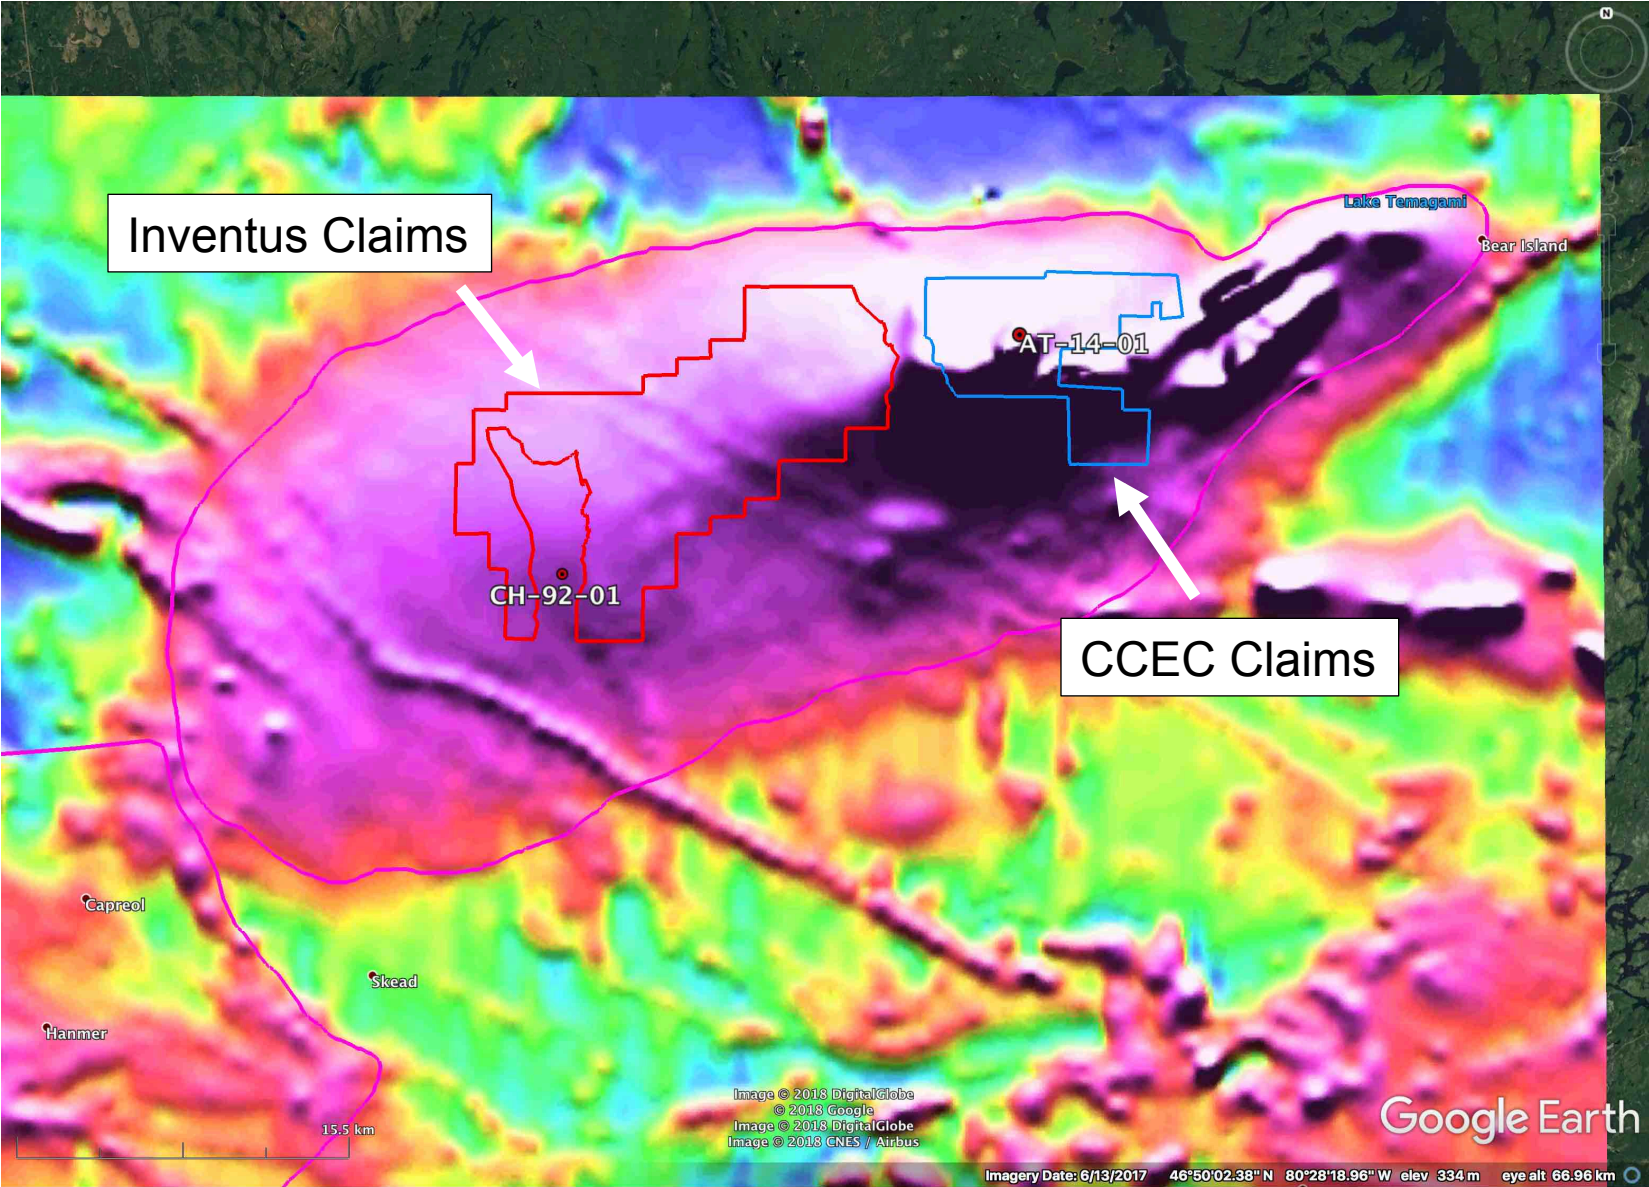 N
Lake Temagami
Bear Island
Inventus Claims
AT-14-01
CH-92-01
CCEC Claims
Capreol
Skead
Hanmer
15.5 km
Image © 2018 DigitalGlobe
© 2018 Google
Image © 2018 DigitalGlobe
Image © 2018 CNES / Airbus
Google Earth
Imagery Date: 6/13/2017 46°50'02.38" N 80°28'18.96" W elev 334 m eye alt 66.96 km